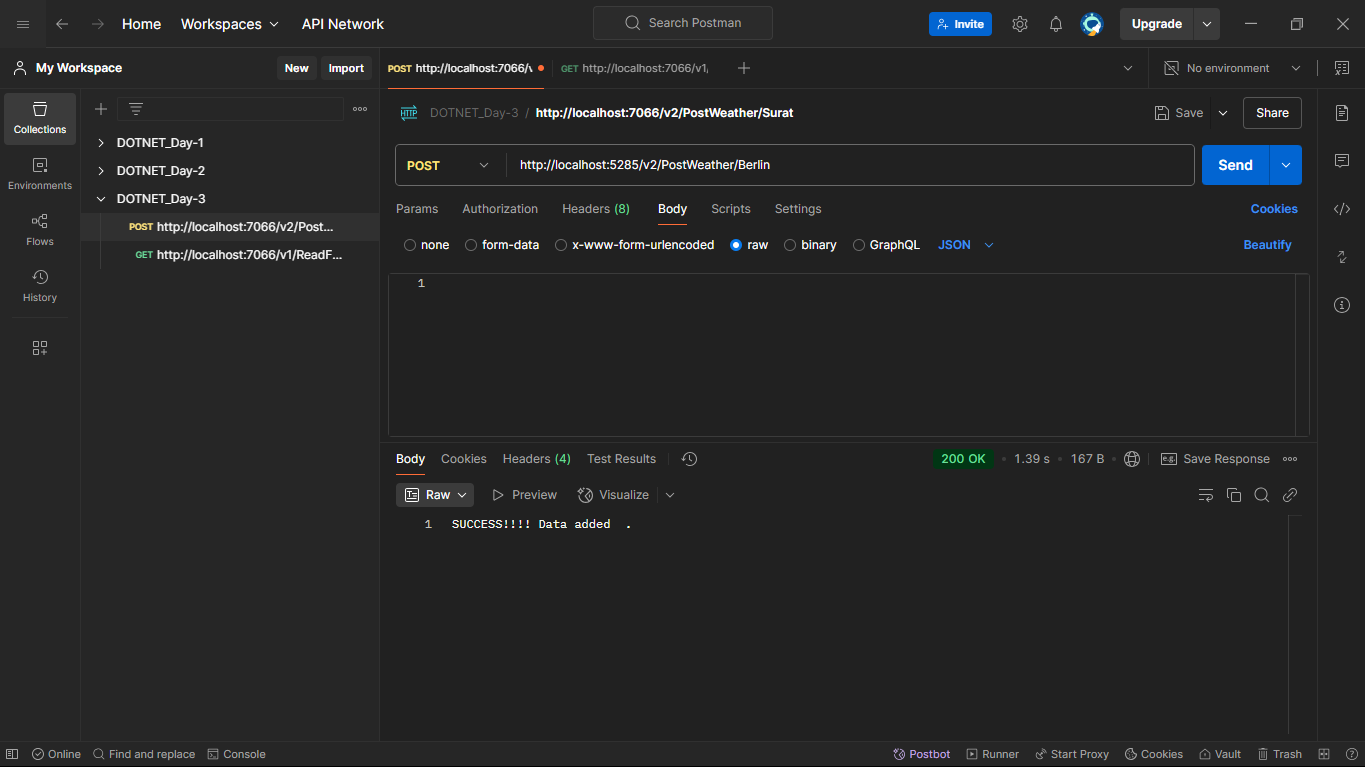 Home Workspaces API Network Search Postman Invite Upgrade
My Workspace New Import POST http://localhost:7066/v GET http://localhost:7066/v1, No environment
Collections
Environments
Flows
History
DOTNET_Day-1
DOTNET_Day-2
DOTNET_Day-3
POST http://localhost:7066/v2/Post...
GET http://localhost:7066/v1/ReadF...
HTTP DOTNET_Day-3 / http://localhost:7066/v2/PostWeather/Surat Save Share
POST http://localhost:5285/v2/PostWeather/Berlin Send
Params Authorization Headers (8) Body Scripts Settings Cookies
none form-data x-www-form-urlencoded raw binary GraphQL JSON Beautify
1
Body Cookies Headers (4) Test Results 200 OK • 1.39 s • 167 B • e.g. Save Response
Raw Preview Visualize
1 SUCCESS!!!! Data added .
Online Find and replace Console Postbot Runner Start Proxy Cookies Vault Trash